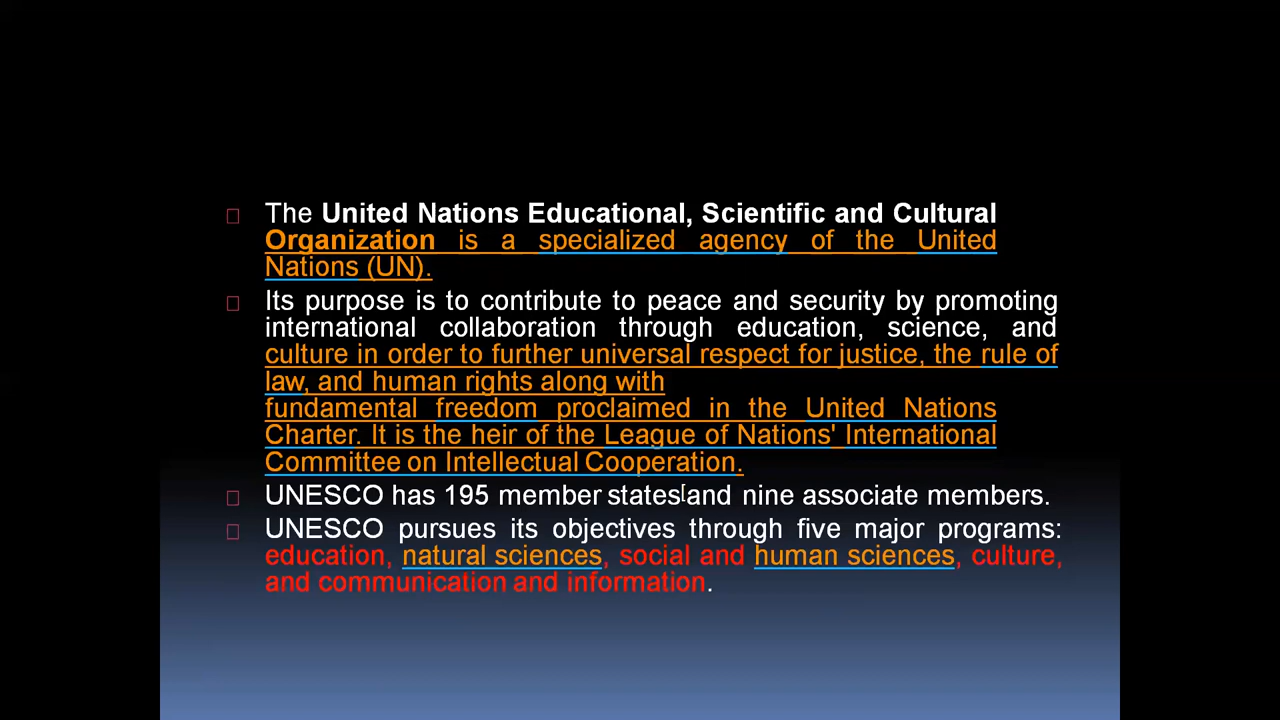 The United Nations Educational, Scientific and Cultural
Organization is a specialized agency of the United
Nations (UN).
Its purpose is to contribute to peace and security by promoting
international collaboration through education, science, and
culture in order to further universal respect for justice, the rule of
law, and human rights along with
fundamental freedom proclaimed in the United Nations
Charter. It is the heir of the League of Nations' International
Committee on Intellectual Cooperation.
UNESCO has 195 member states and nine associate members.
UNESCO pursues its objectives through five major programs:
education, natural sciences, social and human sciences, culture,
and communication and information.